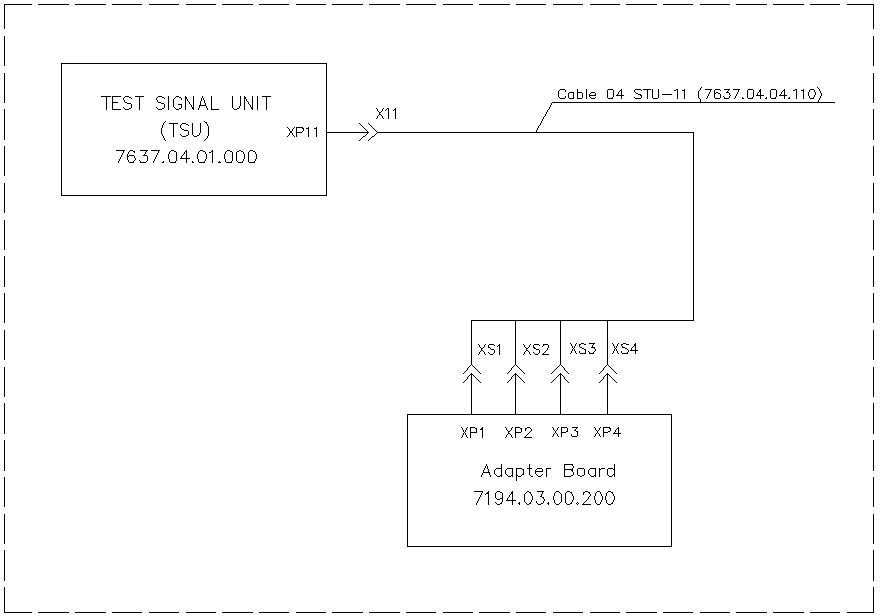 Cable 04 STU-11 (7637.04.04.110)
TEST SIGNAL UNIT
(TSU)
7637.04.01.000
XP11
X11
XS1 XS2 XS3 XS4
XP1 XP2 XP3 XP4
Adapter Board
7194.03.00.200